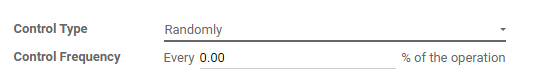 Control Type Randomly
Control Frequency Every 0.00 % of the operation